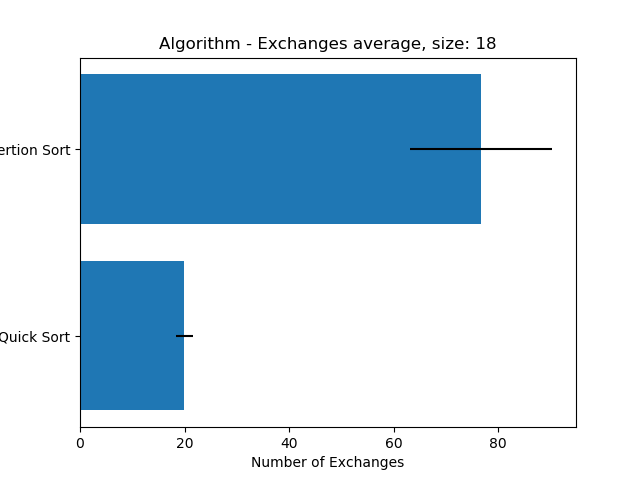 Algorithm - Exchanges average, size: 18
ertion Sort
Quick Sort
0 20 40 60 80
Number of Exchanges